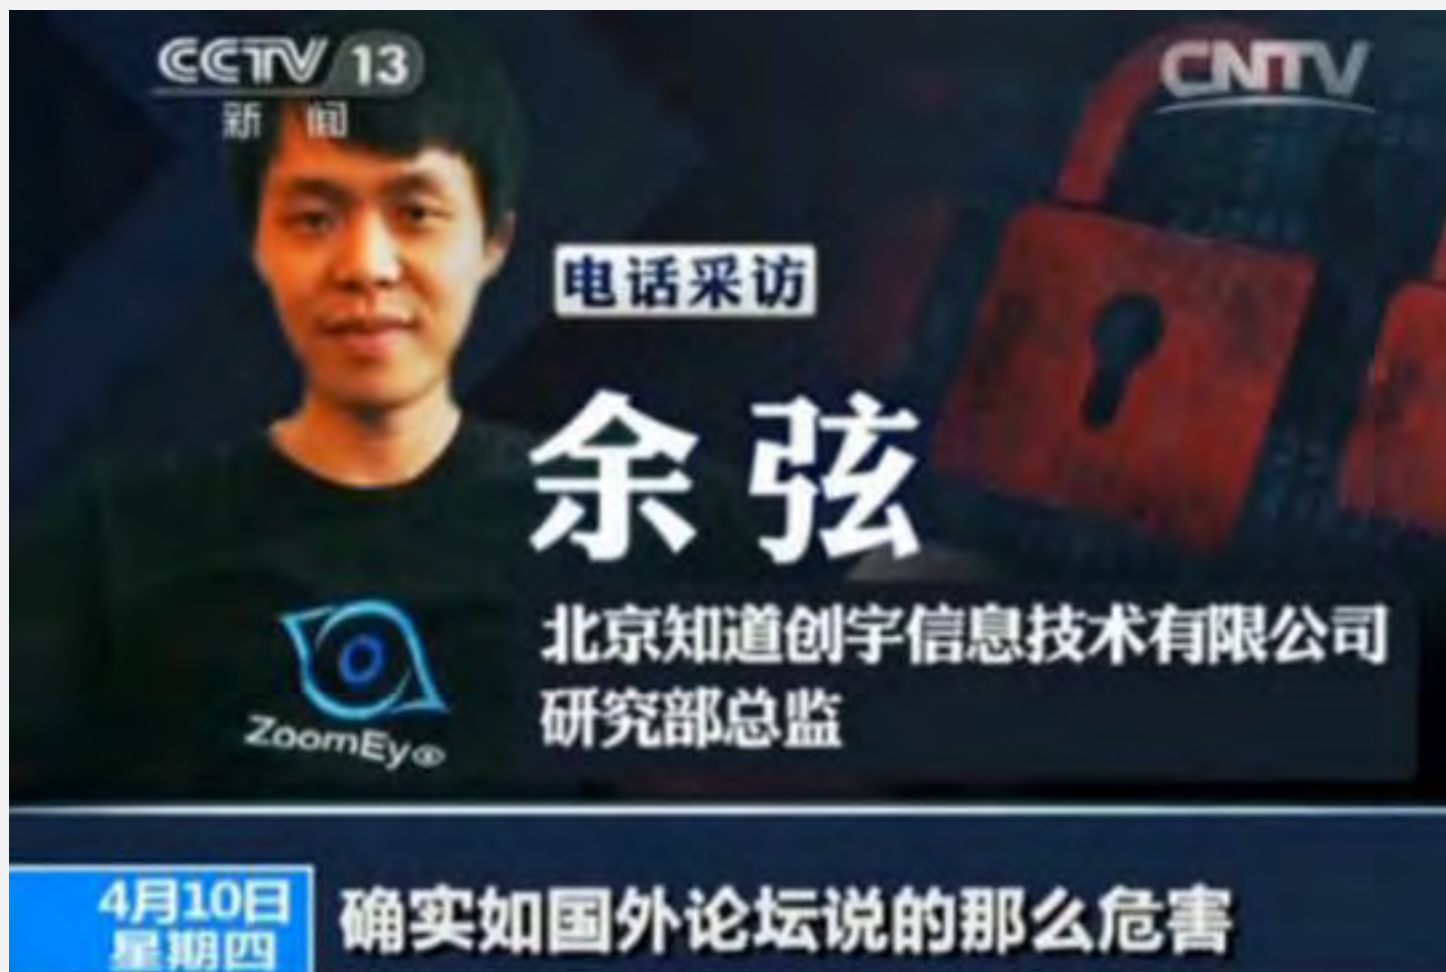 CCTV 13
新闻
CNTV
电话采访
余弦
北京知道创宇信息技术有限公司
研究部总监
ZoomEye
4月10日
星期四
确实如国外论坛说的那么危害